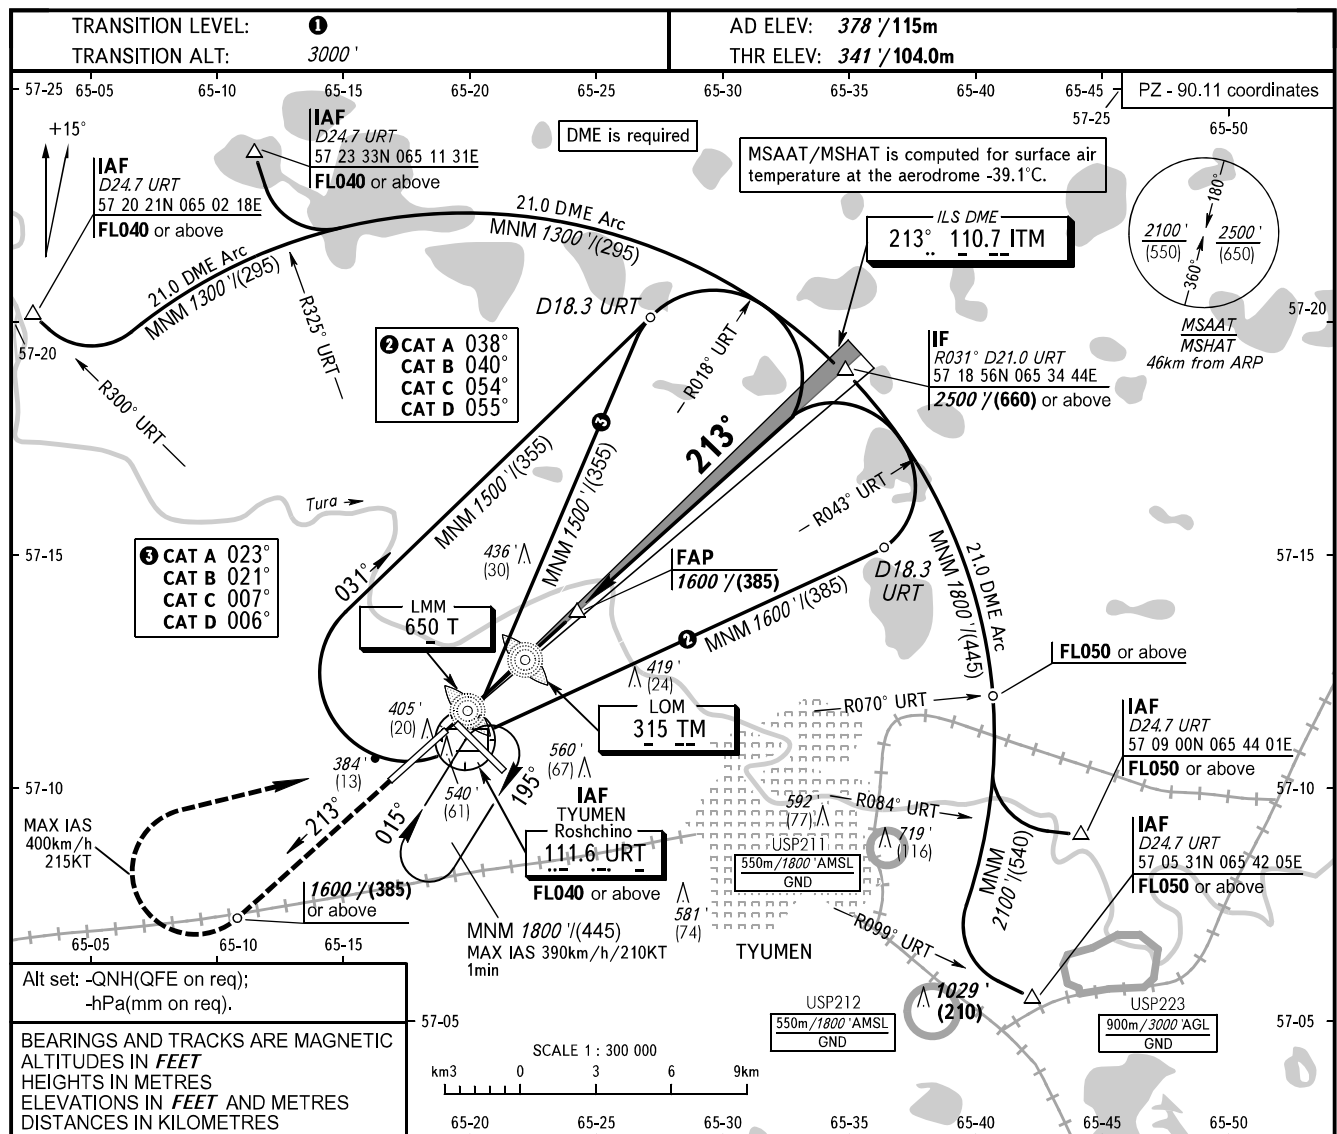 TRANSITION LEVEL: ❶
TRANSITION ALT: 3000'
AD ELEV: 378'/115m
THR ELEV: 341'/104.0m
57-25 65-05 65-10 65-15 65-20 65-25 65-30 65-35 65-40 65-45
57-25
PZ - 90.11 coordinates
65-50
+15°
IAF
D24.7 URT
57 20 21N 065 02 18E
FL040 or above
IAF
D24.7 URT
57 23 33N 065 11 31E
FL040 or above
DME is required
MSAAT/MSHAT is computed for surface air
temperature at the aerodrome -39.1°C.
180°
2100' 2500'
(550) (650)
360°
MSAAT
MSHAT
46km from ARP
ILS DME
213° 110.7 ITM
21.0 DME Arc
MNM 1300'/(295)
21.0 DME Arc
MNM 1300'/(295)
R325° URT
R300° URT
57-20
57-20
D18.3 URT
R018° URT
❷ CAT A 038°
CAT B 040°
CAT C 054°
CAT D 055°
IF
R031° D21.0 URT
57 18 56N 065 34 44E
2500'/(660) or above
213°
❸
MNM 1500'/(355)
MNM 1500'/(355)
R043° URT
Tura
57-15
57-15
❸ CAT A 023°
CAT B 021°
CAT C 007°
CAT D 006°
436'
(30)
031°
FAP
1600'/(385)
D18.3
URT
21.0 DME Arc
MNM 1800'/(445)
LMM
650 T
❷
MNM 1600'/(385)
419'
(24)
FL050 or above
R070° URT
LOM
315 TM
405'
(20)
IAF
D24.7 URT
57 09 00N 065 44 01E
FL050 or above
384'
(13)
560'
(67)
540'
(61)
195°
015°
213°
57-10
57-10
IAF
TYUMEN
Roshchino
111.6 URT
FL040 or above
592'
(77)
R084° URT
719'
(116)
USP211
550m/1800'AMSL
GND
MNM
2100'/(540)
IAF
D24.7 URT
57 05 31N 065 42 05E
FL050 or above
MAX IAS
400km/h
215KT
1600'/(385)
or above
581'
(74)
R099° URT
MNM 1800'/(445)
MAX IAS 390km/h/210KT
1min
TYUMEN
65-05 65-10 65-15
Alt set: -QNH(QFE on req);
-hPa(mm on req).
1029'
(210)
USP212
550m/1800'AMSL
GND
USP223
900m/3000'AGL
GND
57-05
57-05
BEARINGS AND TRACKS ARE MAGNETIC
ALTITUDES IN FEET
HEIGHTS IN METRES
ELEVATIONS IN FEET AND METRES
DISTANCES IN KILOMETRES
SCALE 1 : 300 000
km3 0 3 6 9km
65-20 65-25 65-30 65-35 65-40 65-45 65-50